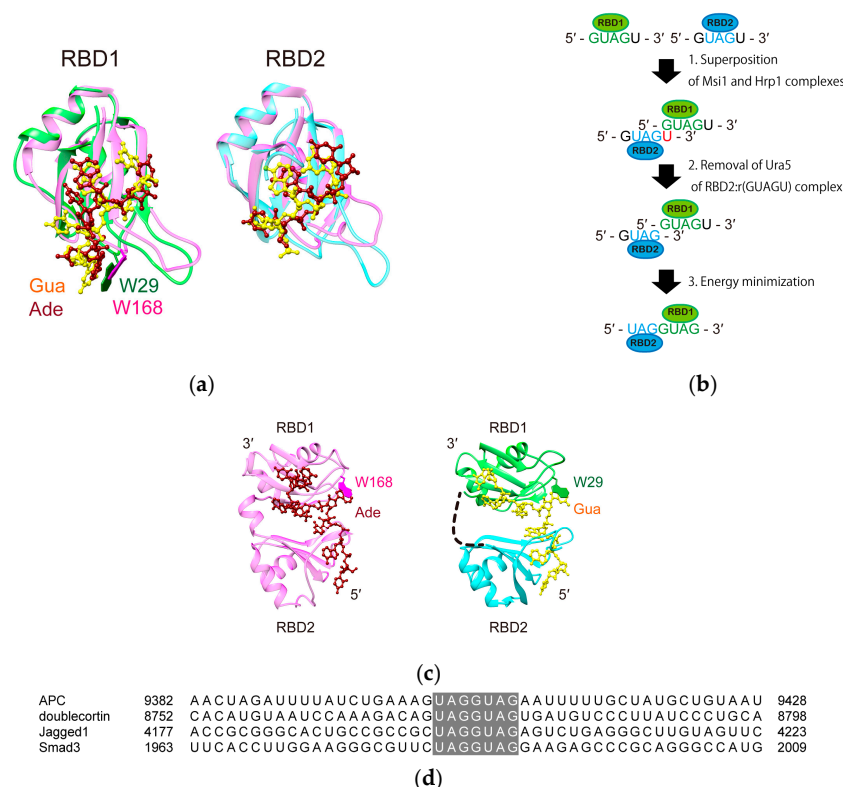 RBD1 RBD2
Gua W29
Ade W168
(a)
RBD1 RBD2
5′ - GUAGU - 3′ 5′ - GUAGU - 3′
1. Superposition
of Msi1 and Hrp1 complexes
RBD1
5′ - GUAGU - 3′
5′ - GUAGU - 3′
RBD2
2. Removal of Ura5
of RBD2:r(GUAGU) complex
RBD1
5′ - GUAGU - 3′
5′ - GUAG - 3′
RBD2
3. Energy minimization
RBD1
5′ - UAGGUAG - 3′
RBD2
(b)
RBD1 RBD1
3′ 3′
W168 W29
Ade Gua
5′ 5′
RBD2 RBD2
(c)
APC 9382 A A C U A G A U U U U A U C U G A A A G U A G G U A G A A U U U U U G C U A U G C U G U A A U 9428
doublecortin 8752 C A C A U G U A A U C C A A A G A C A G U A G G U A G U G A U G U C C C U U A U C C C U G C A 8798
Jagged1 4177 A C C G C G G G C A C U G C C G C C G C U A G G U A G A G U C U G A G G G C U U G U A G U U C 4223
Smad3 1963 U U C A C C U U G G A A G G G C G U U C U A G G U A G G A A G A G C C C G C A G G G C C A U G 2009
(d)